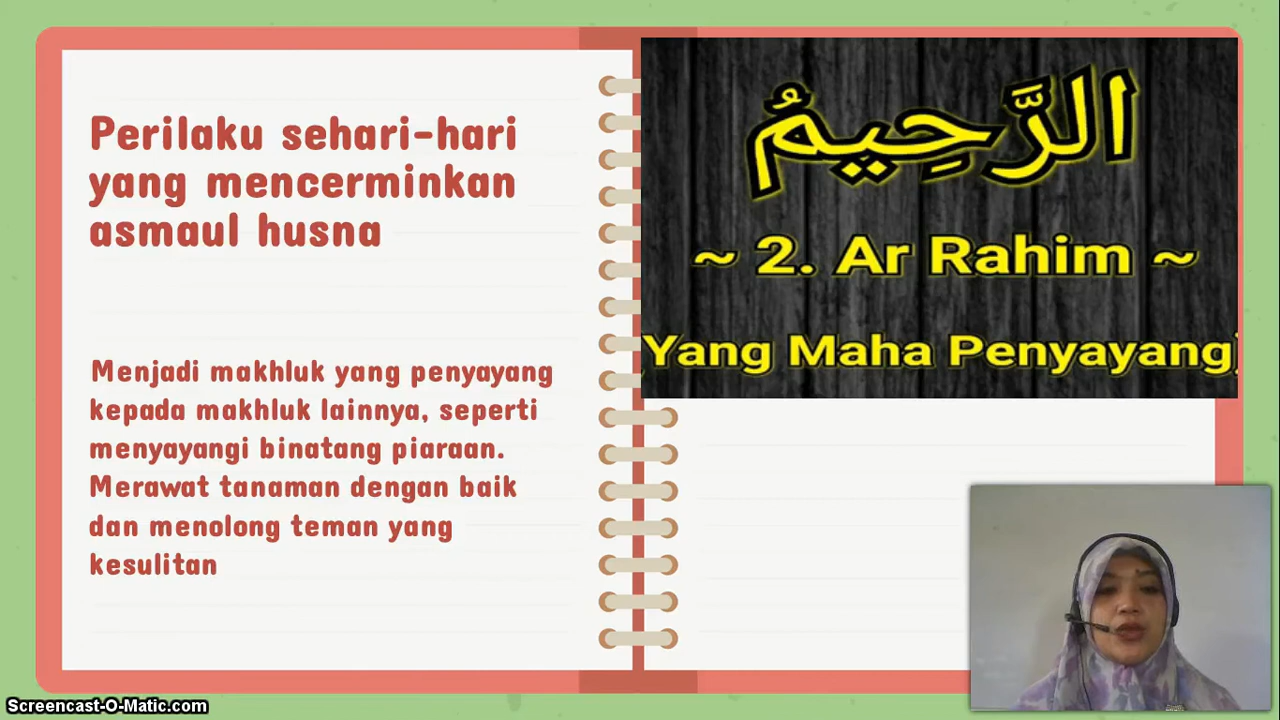 Perilaku sehari-hari
yang mencerminkan
asmaul husna
Menjadi makhluk yang penyayang
kepada makhluk lainnya, seperti
menyayangi binatang piaraan.
Merawat tanaman dengan baik
dan menolong teman yang
kesulitan
الرَّحِيمُ
~ 2. Ar Rahim ~
Yang Maha Penyayang)
Screencast-O-Matic.com